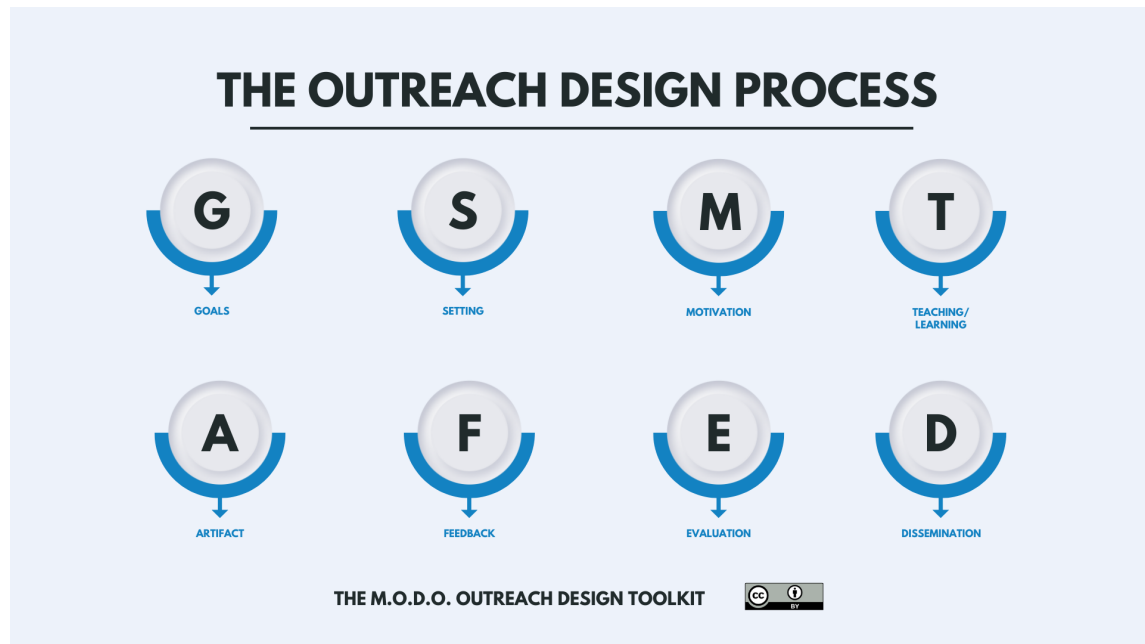 THE OUTREACH DESIGN PROCESS
G
S
M
T
GOALS
SETTING
MOTIVATION
TEACHING/
LEARNING
A
F
E
D
ARTIFACT
FEEDBACK
EVALUATION
DISSEMINATION
THE M.O.D.O. OUTREACH DESIGN TOOLKIT
cc
BY